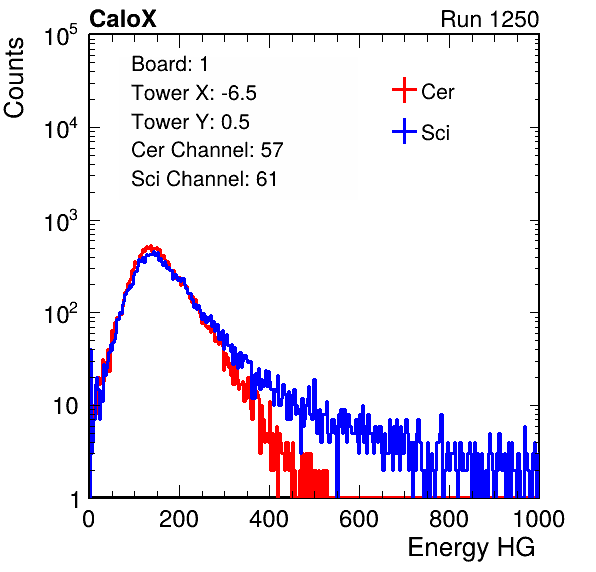 CaloX Run 1250
Counts
Board: 1
Tower X: -6.5
Tower Y: 0.5
Cer Channel: 57
Sci Channel: 61
Cer
Sci
10^5
10^4
10^3
10^2
10
1
0 200 400 600 800 1000
Energy HG